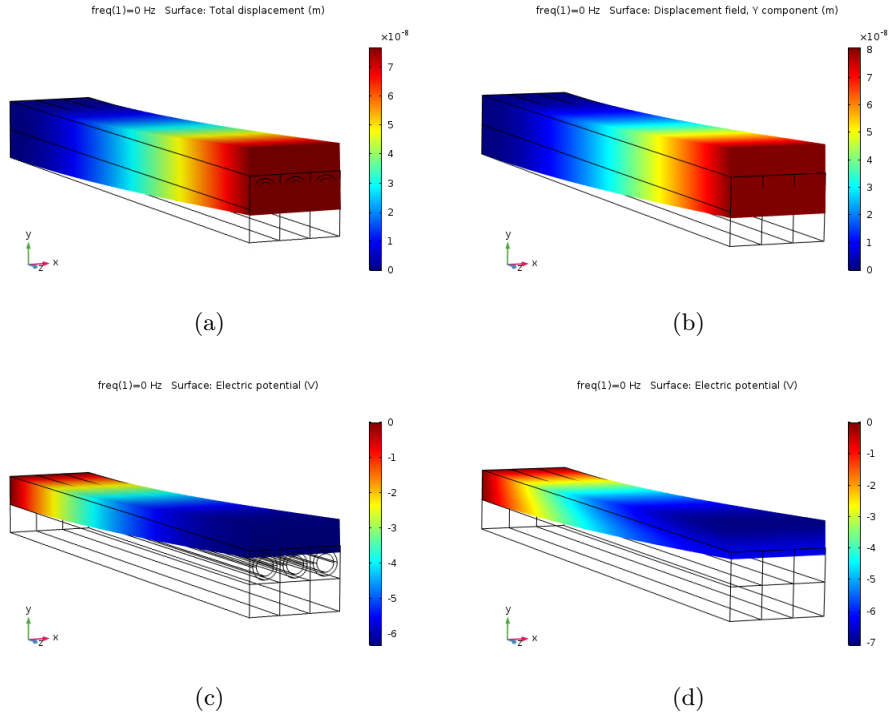 freq(1)=0 Hz Surface: Total displacement (m)
×10⁻⁸
7
6
5
4
3
2
1
0
y
z
x
(a)
freq(1)=0 Hz Surface: Displacement field, Y component (m)
×10⁻⁸
8
7
6
5
4
3
2
1
0
y
z
x
(b)
freq(1)=0 Hz Surface: Electric potential (V)
0
-1
-2
-3
-4
-5
-6
y
z
x
(c)
freq(1)=0 Hz Surface: Electric potential (V)
0
-1
-2
-3
-4
-5
-6
-7
y
z
x
(d)